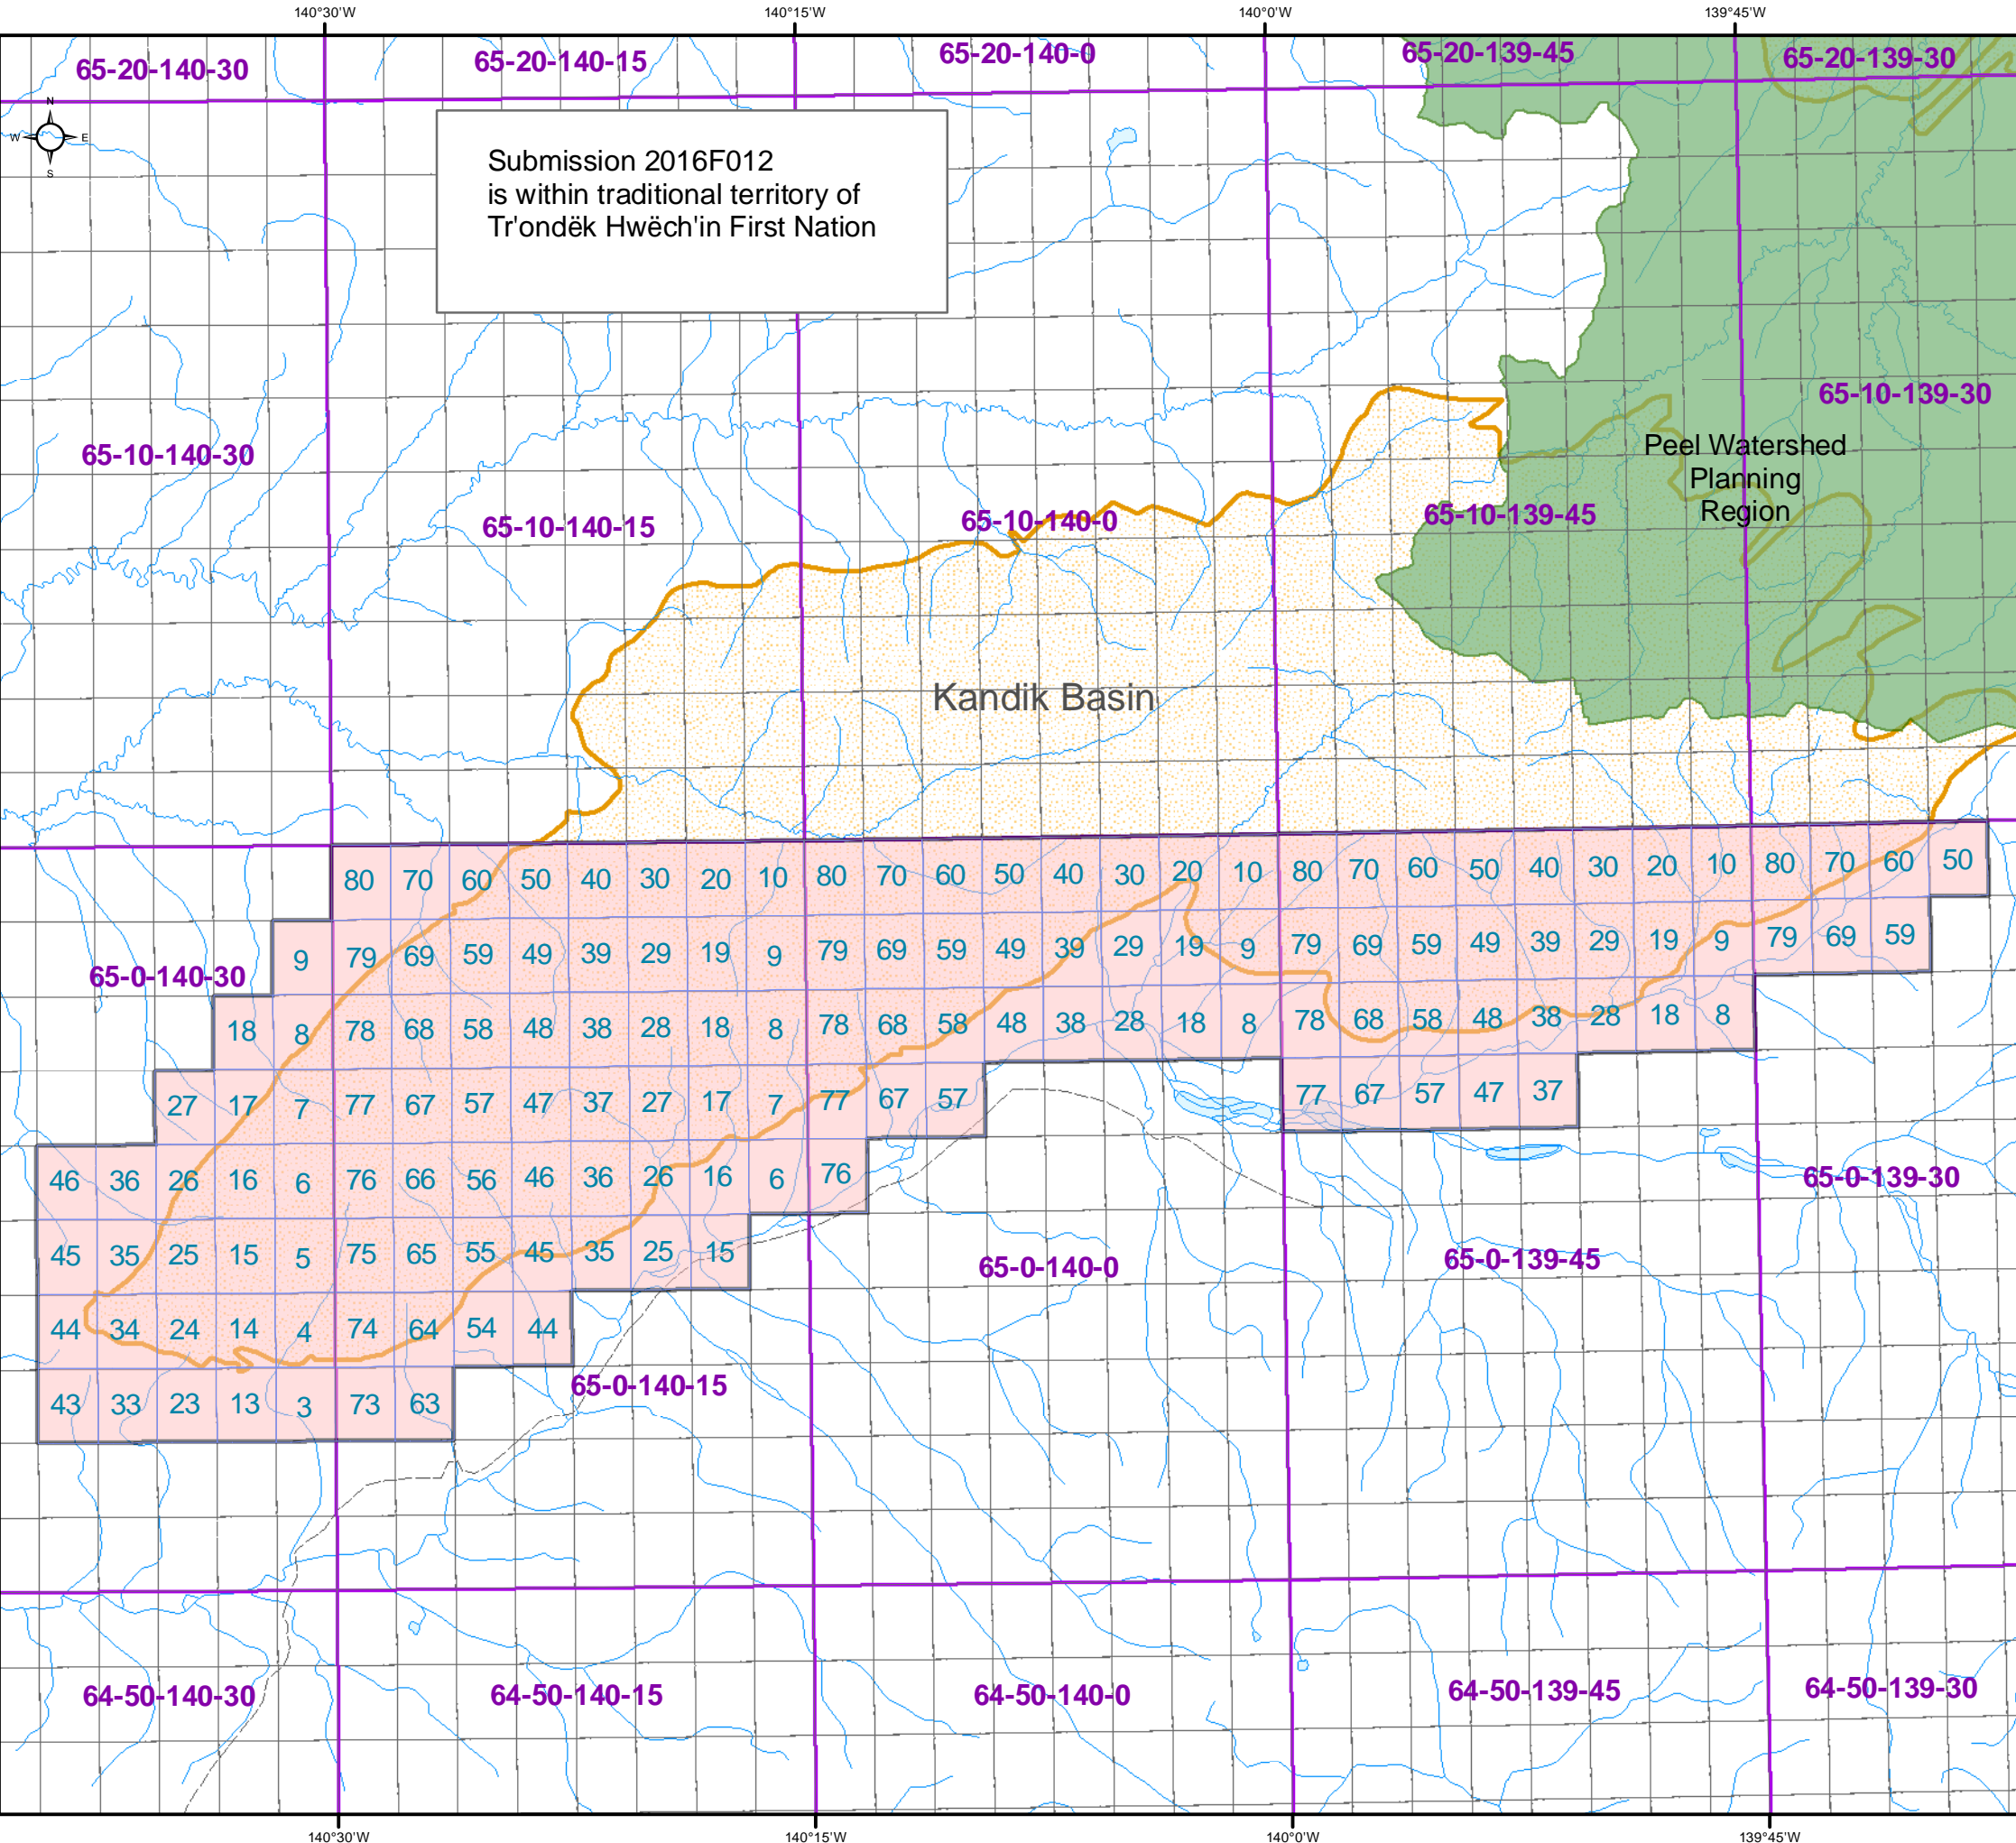 140°30'W 140°15'W 140°0'W 139°45'W
65-20-140-30 65-20-140-15 65-20-140-0 65-20-139-45 65-20-139-30
N
W E
S
Submission 2016F012
is within traditional territory of
Tr'ondëk Hwëch'in First Nation
65-10-139-30
Peel Watershed
Planning
Region
65-10-140-30
65-10-140-15 65-10-140-0 65-10-139-45
Kandik Basin
80 70 60 50 40 30 20 10 80 70 60 50 40 30 20 10 80 70 60 50 40 30 20 10 80 70 60 50
9 79 69 59 49 39 29 19 9 79 69 59 49 39 29 19 9 79 69 59 49 39 29 19 9 79 69 59
65-0-140-30
18 8 78 68 58 48 38 28 18 8 78 68 58 48 38 28 18 8 78 68 58 48 38 28 18 8
27 17 7 77 67 57 47 37 27 17 7 77 67 57 77 67 57 47 37
46 36 26 16 6 76 66 56 46 36 26 16 6 76 65-0-139-30
45 35 25 15 5 75 65 55 45 35 25 15 65-0-140-0 65-0-139-45
44 34 24 14 4 74 64 54 44
65-0-140-15
43 33 23 13 3 73 63
64-50-140-30 64-50-140-15 64-50-140-0 64-50-139-45 64-50-139-30
140°30'W 140°15'W 140°0'W 139°45'W